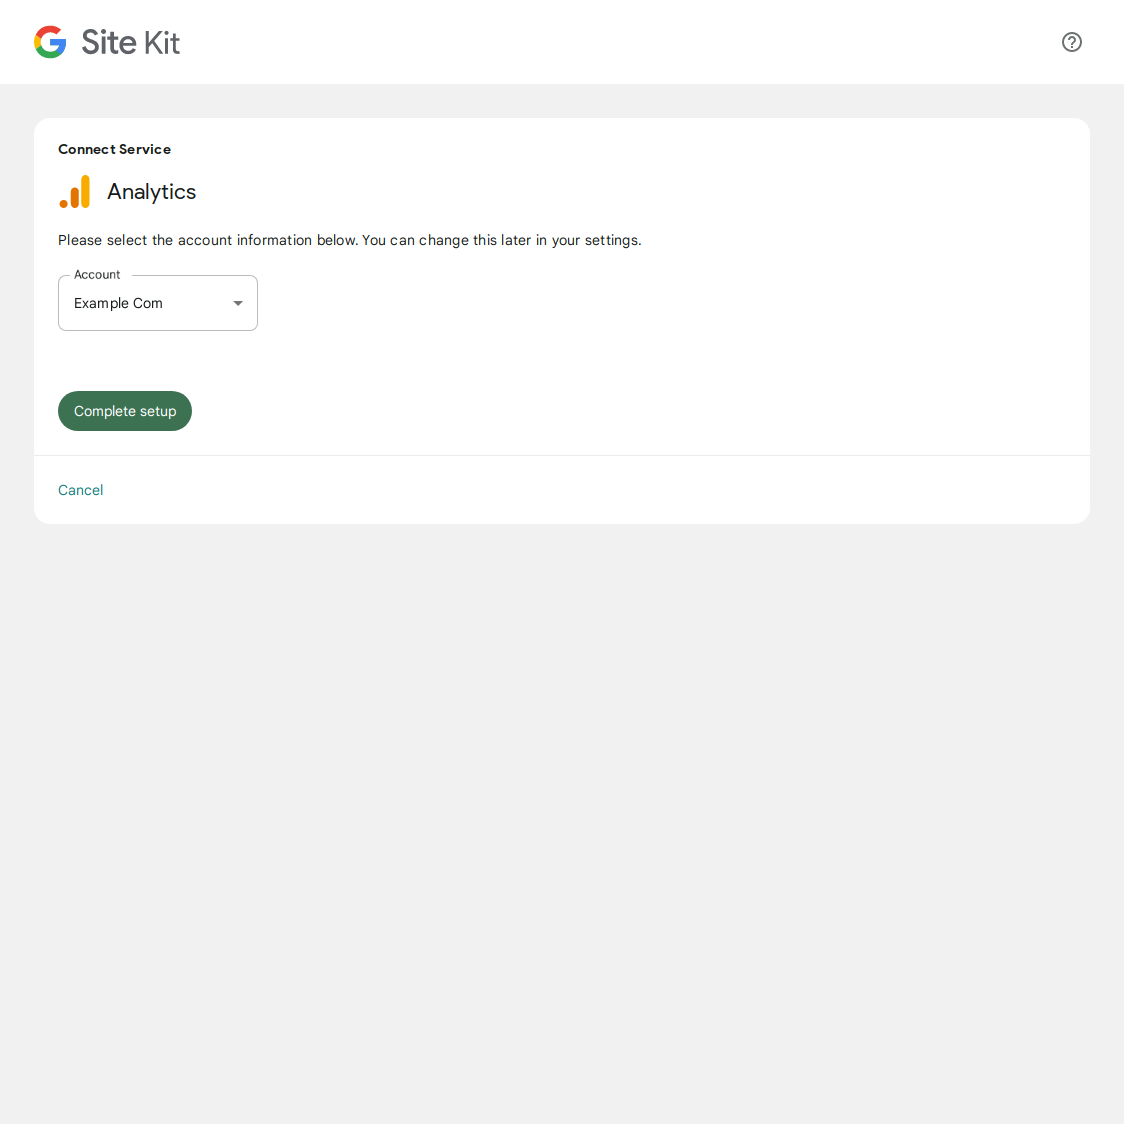 Site Kit
Connect Service
Analytics
Please select the account information below. You can change this later in your settings.
Account
Example Com
Complete setup
Cancel